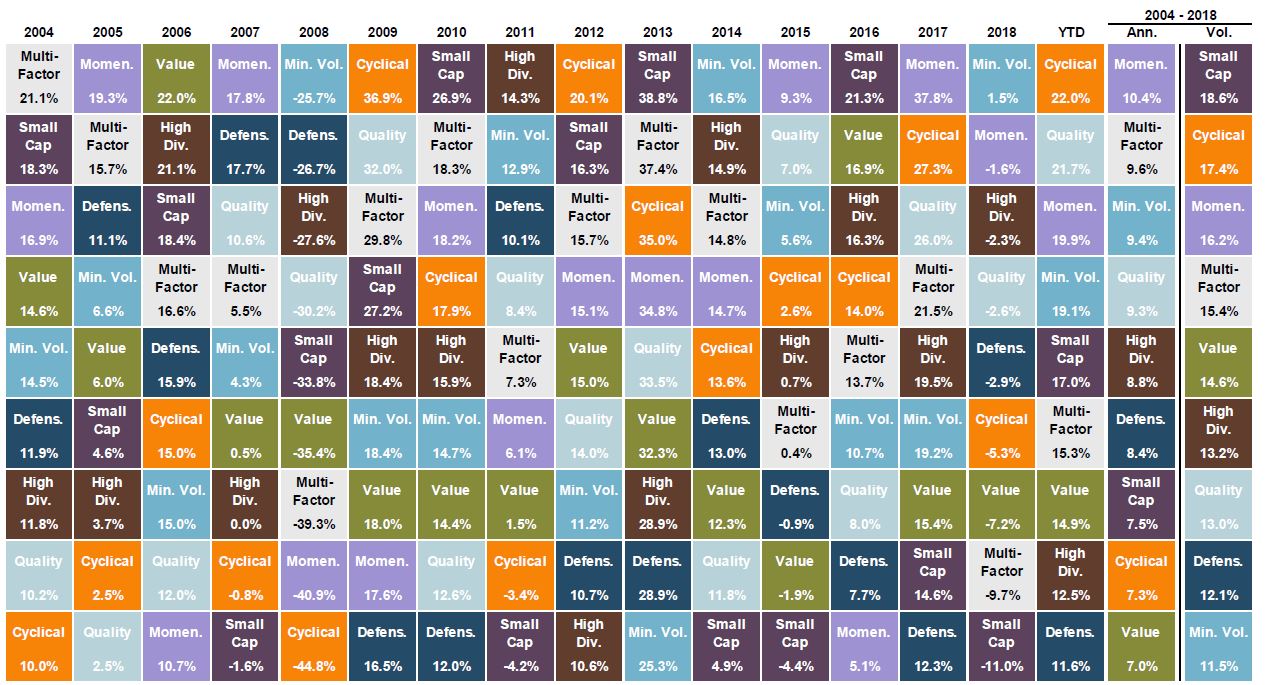 2004 - 2018
2004 2005 2006 2007 2008 2009 2010 2011 2012 2013 2014 2015 2016 2017 2018 YTD Ann. Vol.
Multi-Factor Momen. Value Momen. Min. Vol. Cyclical Small Cap High Div. Cyclical Small Cap Min. Vol. Momen. Small Cap Momen. Min. Vol. Cyclical Momen. Small Cap
21.1% 19.3% 22.0% 17.8% -25.7% 36.9% 26.9% 14.3% 20.1% 38.8% 16.5% 9.3% 21.3% 37.8% 1.5% 22.0% 10.4% 18.6%
Small Cap Multi-Factor High Div. Defens. Defens. Quality Multi-Factor Min. Vol. Small Cap Multi-Factor High Div. Quality Value Cyclical Momen. Quality Multi-Factor Cyclical
18.3% 15.7% 21.1% 17.7% -26.7% 32.0% 18.3% 12.9% 16.3% 37.4% 14.9% 7.0% 16.9% 27.3% -1.6% 21.7% 9.6% 17.4%
Momen. Defens. Small Cap Quality High Div. Multi-Factor Momen. Defens. Multi-Factor Cyclical Multi-Factor Min. Vol. High Div. Quality High Div. Momen. Min. Vol. Momen.
16.9% 11.1% 18.4% 10.6% -27.6% 29.8% 18.2% 10.1% 15.7% 35.0% 14.8% 5.6% 16.3% 26.0% -2.3% 19.9% 9.4% 16.2%
Value Min. Vol. Multi-Factor Multi-Factor Quality Small Cap Cyclical Quality Momen. Momen. Momen. Cyclical Cyclical Multi-Factor Quality Min. Vol. Quality Multi-Factor
14.6% 6.6% 16.6% 5.5% -30.2% 27.2% 17.9% 8.4% 15.1% 34.8% 14.7% 2.6% 14.0% 21.5% -2.6% 19.1% 9.3% 15.4%
Min. Vol. Value Defens. Min. Vol. Small Cap High Div. High Div. Multi-Factor Value Quality Cyclical High Div. Multi-Factor High Div. Defens. Small Cap High Div. Value
14.5% 6.0% 15.9% 4.3% -33.8% 18.4% 15.9% 7.3% 15.0% 33.5% 13.6% 0.7% 13.7% 19.5% -2.9% 17.0% 8.8% 14.6%
Defens. Small Cap Cyclical Value Value Min. Vol. Min. Vol. Momen. Quality Value Defens. Multi-Factor Min. Vol. Min. Vol. Cyclical Multi-Factor Defens. High Div.
11.9% 4.6% 15.0% 0.5% -35.4% 18.4% 14.7% 6.1% 14.0% 32.3% 13.0% 0.4% 10.7% 19.2% -5.3% 15.3% 8.4% 13.2%
High Div. High Div. Min. Vol. High Div. Multi-Factor Value Value Value Min. Vol. High Div. Value Defens. Quality Value Value Value Small Cap Quality
11.8% 3.7% 15.0% 0.0% -39.3% 18.0% 14.4% 1.5% 11.2% 28.9% 12.3% -0.9% 8.0% 15.4% -7.2% 14.9% 7.5% 13.0%
Quality Cyclical Quality Cyclical Momen. Momen. Quality Cyclical Defens. Defens. Quality Value Defens. Small Cap Multi-Factor High Div. Cyclical Defens.
10.2% 2.5% 12.0% -0.8% -40.9% 17.6% 12.6% -3.4% 10.7% 28.9% 11.8% -1.9% 7.7% 14.6% -9.7% 12.5% 7.3% 12.1%
Cyclical Quality Momen. Small Cap Cyclical Defens. Defens. Small Cap High Div. Min. Vol. Small Cap Small Cap Momen. Defens. Small Cap Defens. Value Min. Vol.
10.0% 2.5% 10.7% -1.6% -44.8% 16.5% 12.0% -4.2% 10.6% 25.3% 4.9% -4.4% 5.1% 12.3% -11.0% 11.6% 7.0% 11.5%